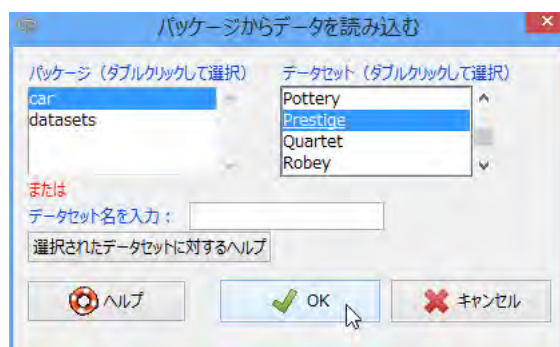 パッケージからデータを読み込む
パッケージ（ダブルクリックして選択）
データセット（ダブルクリックして選択）
car
datasets
Pottery
Prestige
Quartet
Robey
または
データセット名を入力：
選択されたデータセットに対するヘルプ
ヘルプ
OK
キャンセル